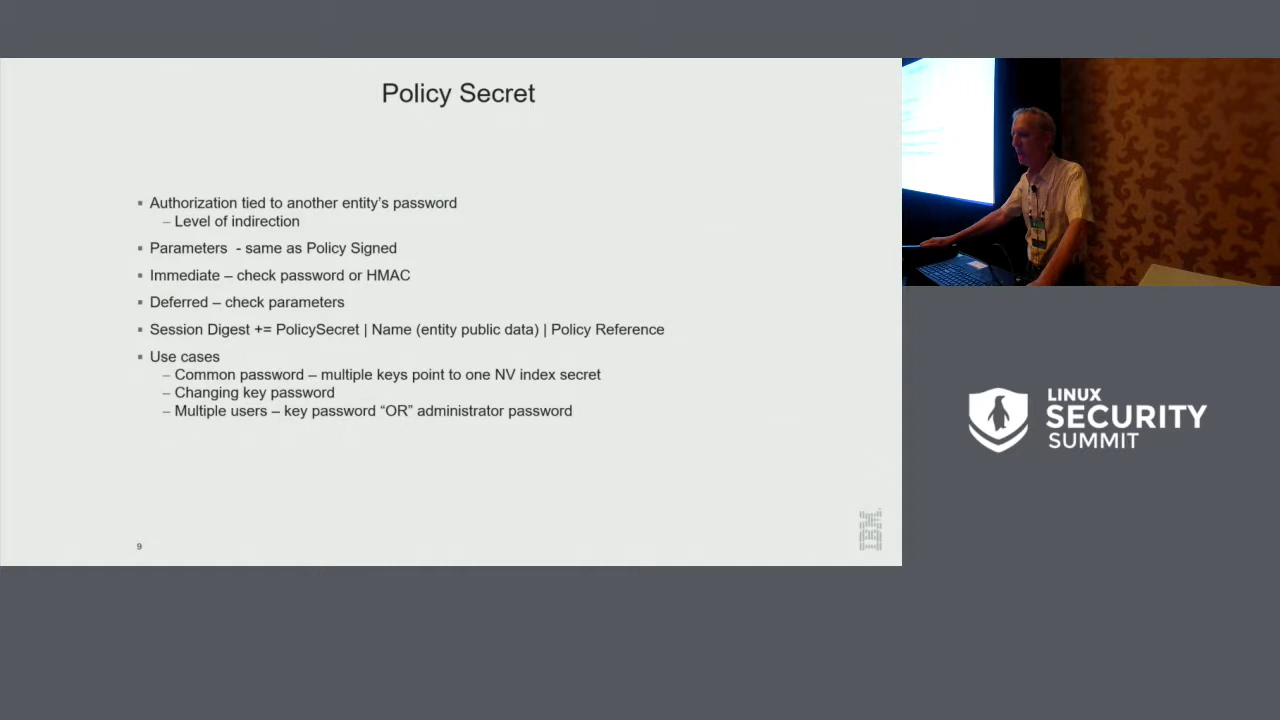 Policy Secret
▪ Authorization tied to another entity's password
– Level of indirection
▪ Parameters - same as Policy Signed
▪ Immediate – check password or HMAC
▪ Deferred – check parameters
▪ Session Digest += PolicySecret | Name (entity public data) | Policy Reference
▪ Use cases
– Common password – multiple keys point to one NV index secret
– Changing key password
– Multiple users – key password “OR” administrator password
9
IBM
LINUX
SECURITY
SUMMIT